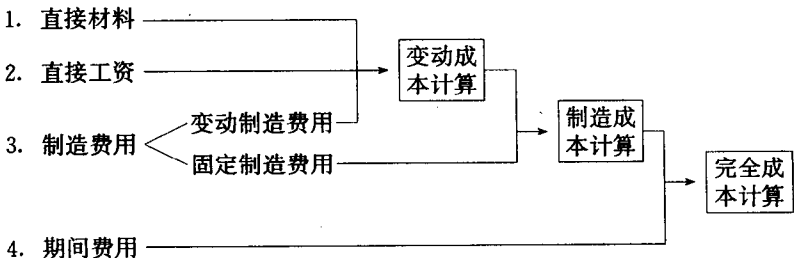 1. 直接材料
2. 直接工资
变动成
本计算
3. 制造费用
变动制造费用
固定制造费用
制造成
本计算
完全成
本计算
4. 期间费用